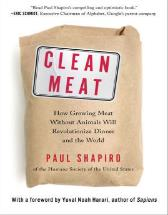 "Read Paul Shapiro's compelling and optimistic book."
—ERIC SCHMIDT, Executive Chairman of Alphabet, Google's parent company
CLEAN
MEAT
How Growing Meat
Without Animals Will
Revolutionize Dinner
and the World
PAUL SHAPIRO
of the Humane Society of the United States
With a foreword by Yuval Noah Harari, author of Sapiens